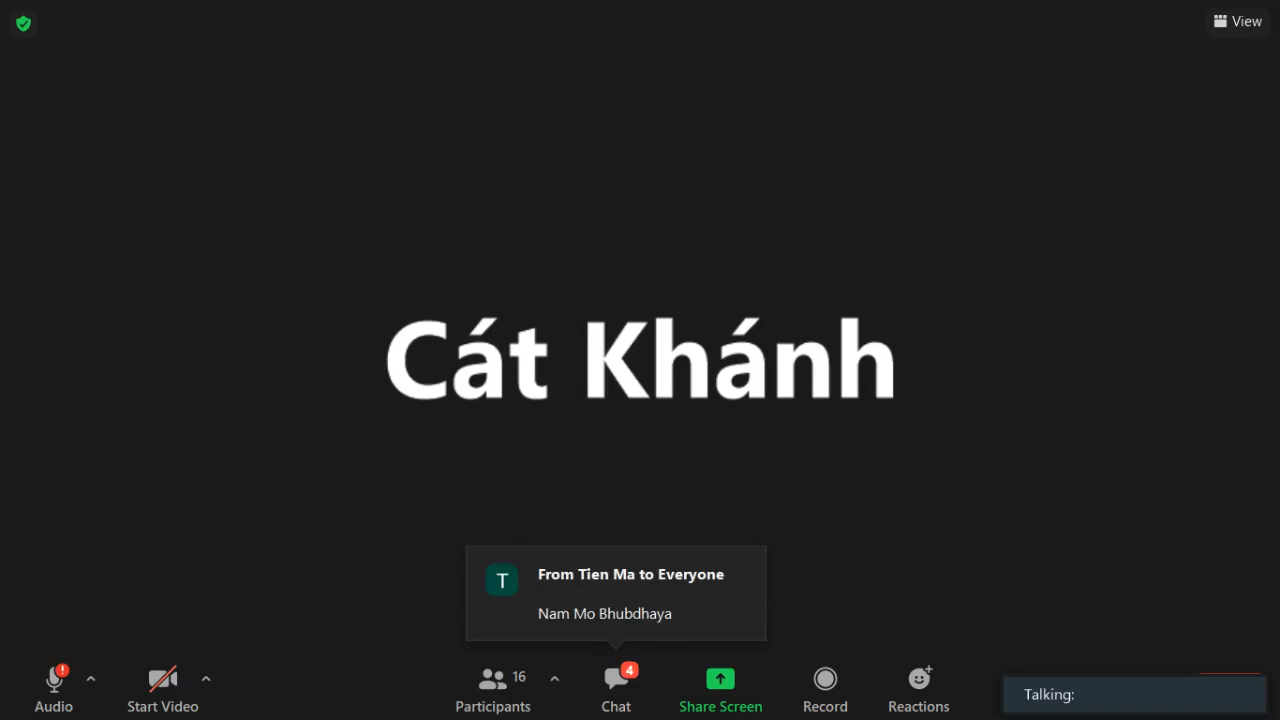 View
Cát Khánh
T
From Tien Ma to Everyone
Nam Mo Bhubdhaya
!
16
4
Audio
Start Video
Participants
Chat
Share Screen
Record
Reactions
Talking: